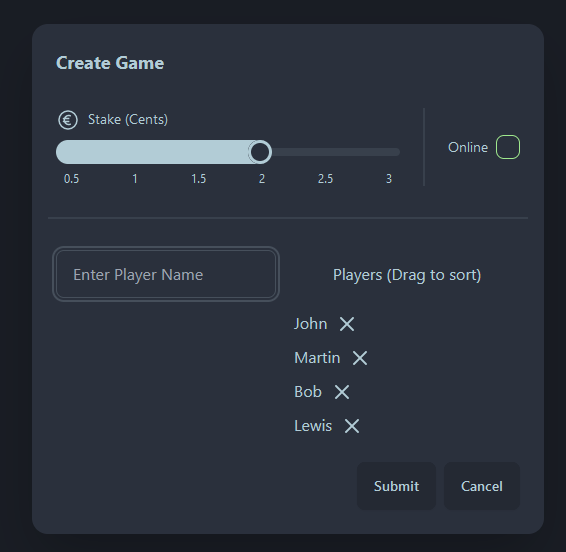 Create Game
€ Stake (Cents)
Online
0.5 1 1.5 2 2.5 3
Enter Player Name
Players (Drag to sort)
John
Martin
Bob
Lewis
Submit Cancel